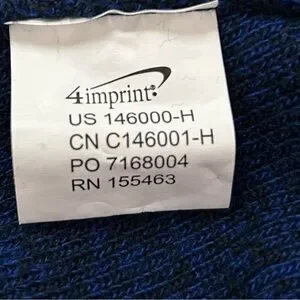 4imprint®
US 146000-H
CN C146001-H
PO 7168004
RN 155463